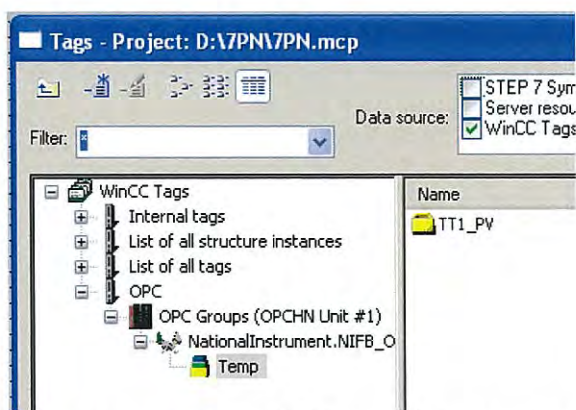 Tags - Project: D:\7PN\7PN.mcp
Filter: *
Data source:
STEP 7 Sym
Server resou
WinCC Tags
WinCC Tags
Internal tags
List of all structure instances
List of all tags
OPC
OPC Groups (OPCHN Unit #1)
NationalInstrument.NIFB_O
Temp
Name
TT1_PV